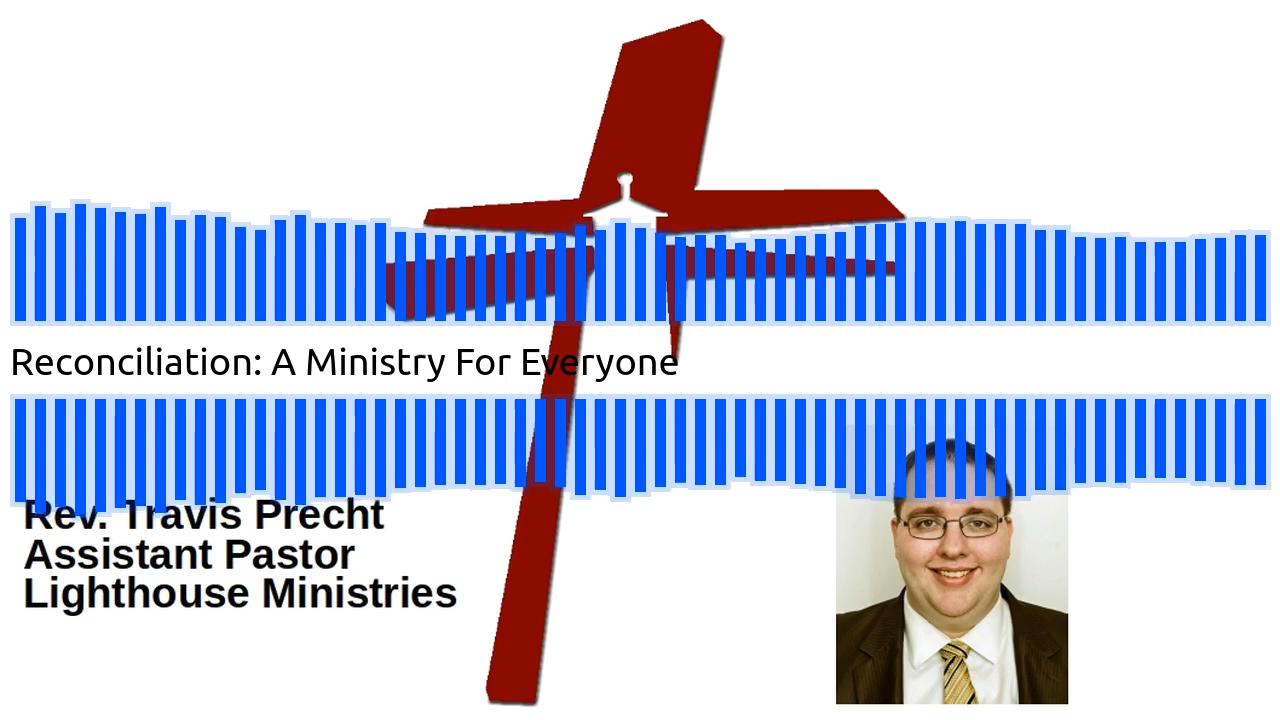 Reconciliation: A Ministry For Everyone
Rev. Travis Precht
Assistant Pastor
Lighthouse Ministries